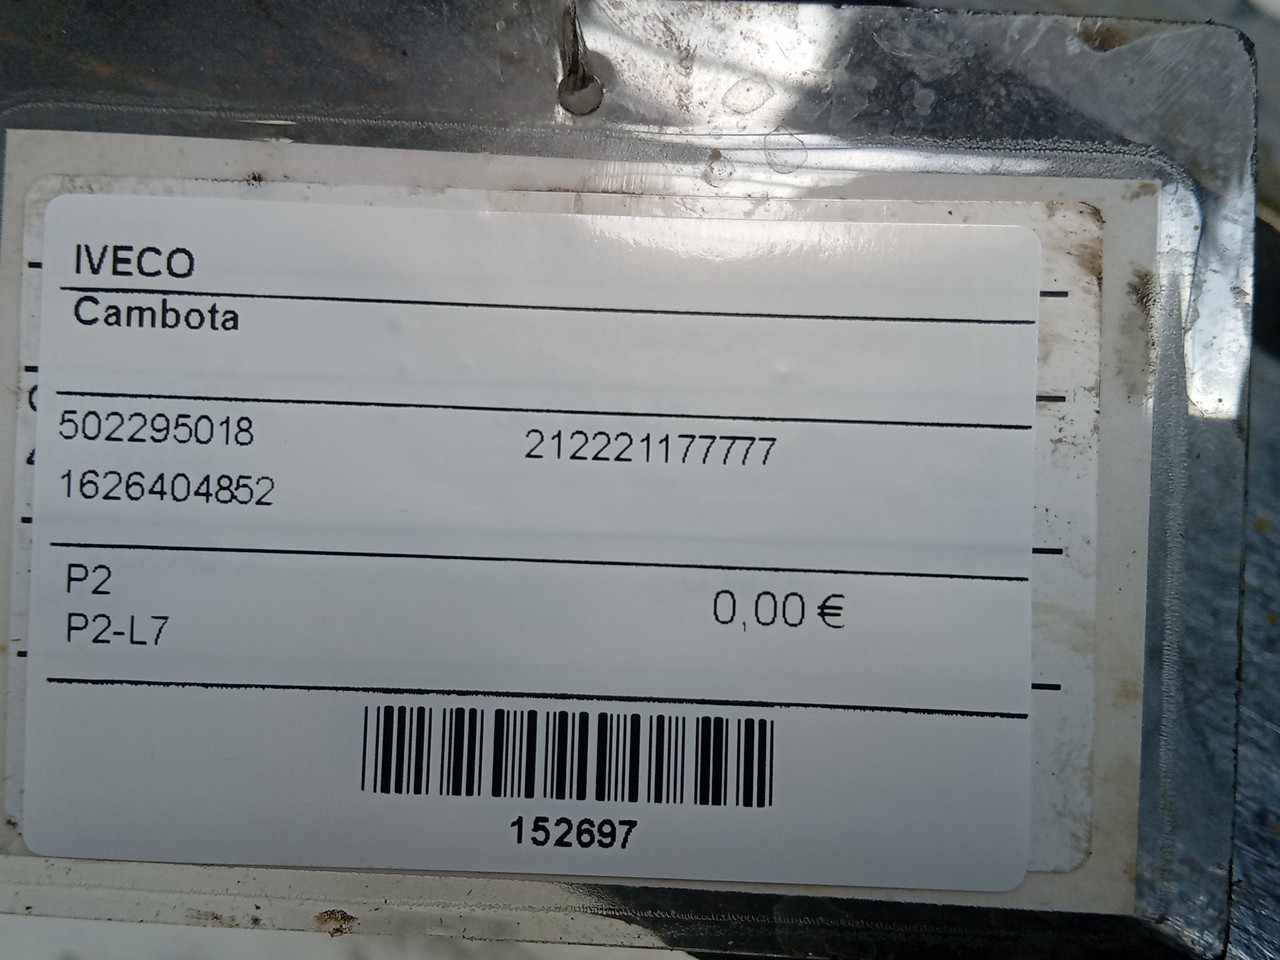 IVECO
Cambota
502295018 212221177777
1626404852
P2
0,00 €
P2-L7
152697